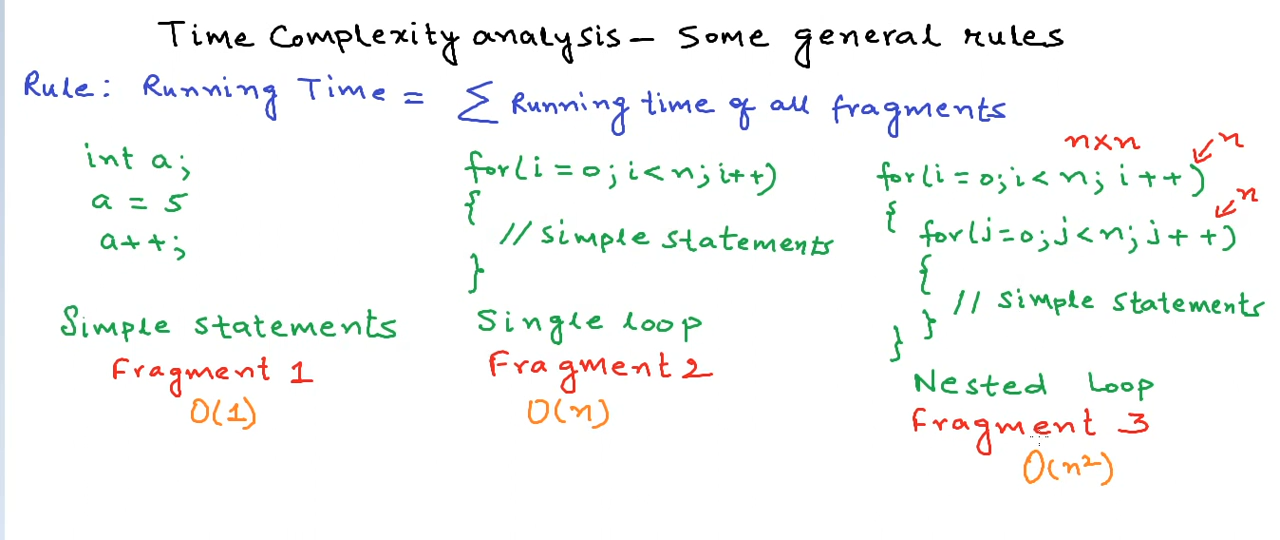 Time Complexity analysis – Some general rules
Rule: Running Time = ∑ Running time of all fragments
int a;
a = 5
a++;
Simple statements
Fragment 1
O(1)
for(i=0;i<n;i++)
{
// simple statements
}
Single loop
Fragment 2
O(n)
n×n
n
for(i=0;i<n;i++)
n
{ for(j=0;j<n;j++)
{
// simple statements
}
}
Nested loop
Fragment 3
O(n²)